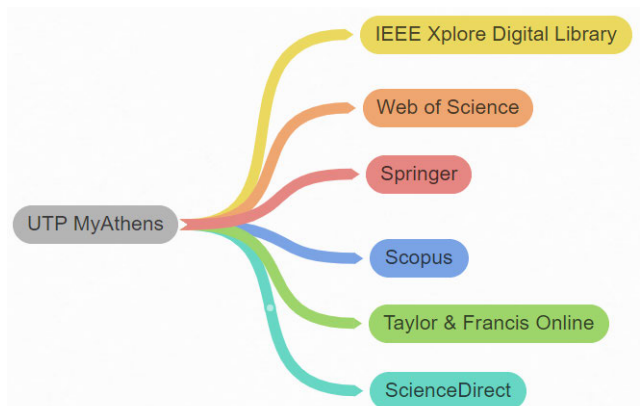 IEEE Xplore Digital Library
Web of Science
Springer
UTP MyAthens
Scopus
Taylor & Francis Online
ScienceDirect